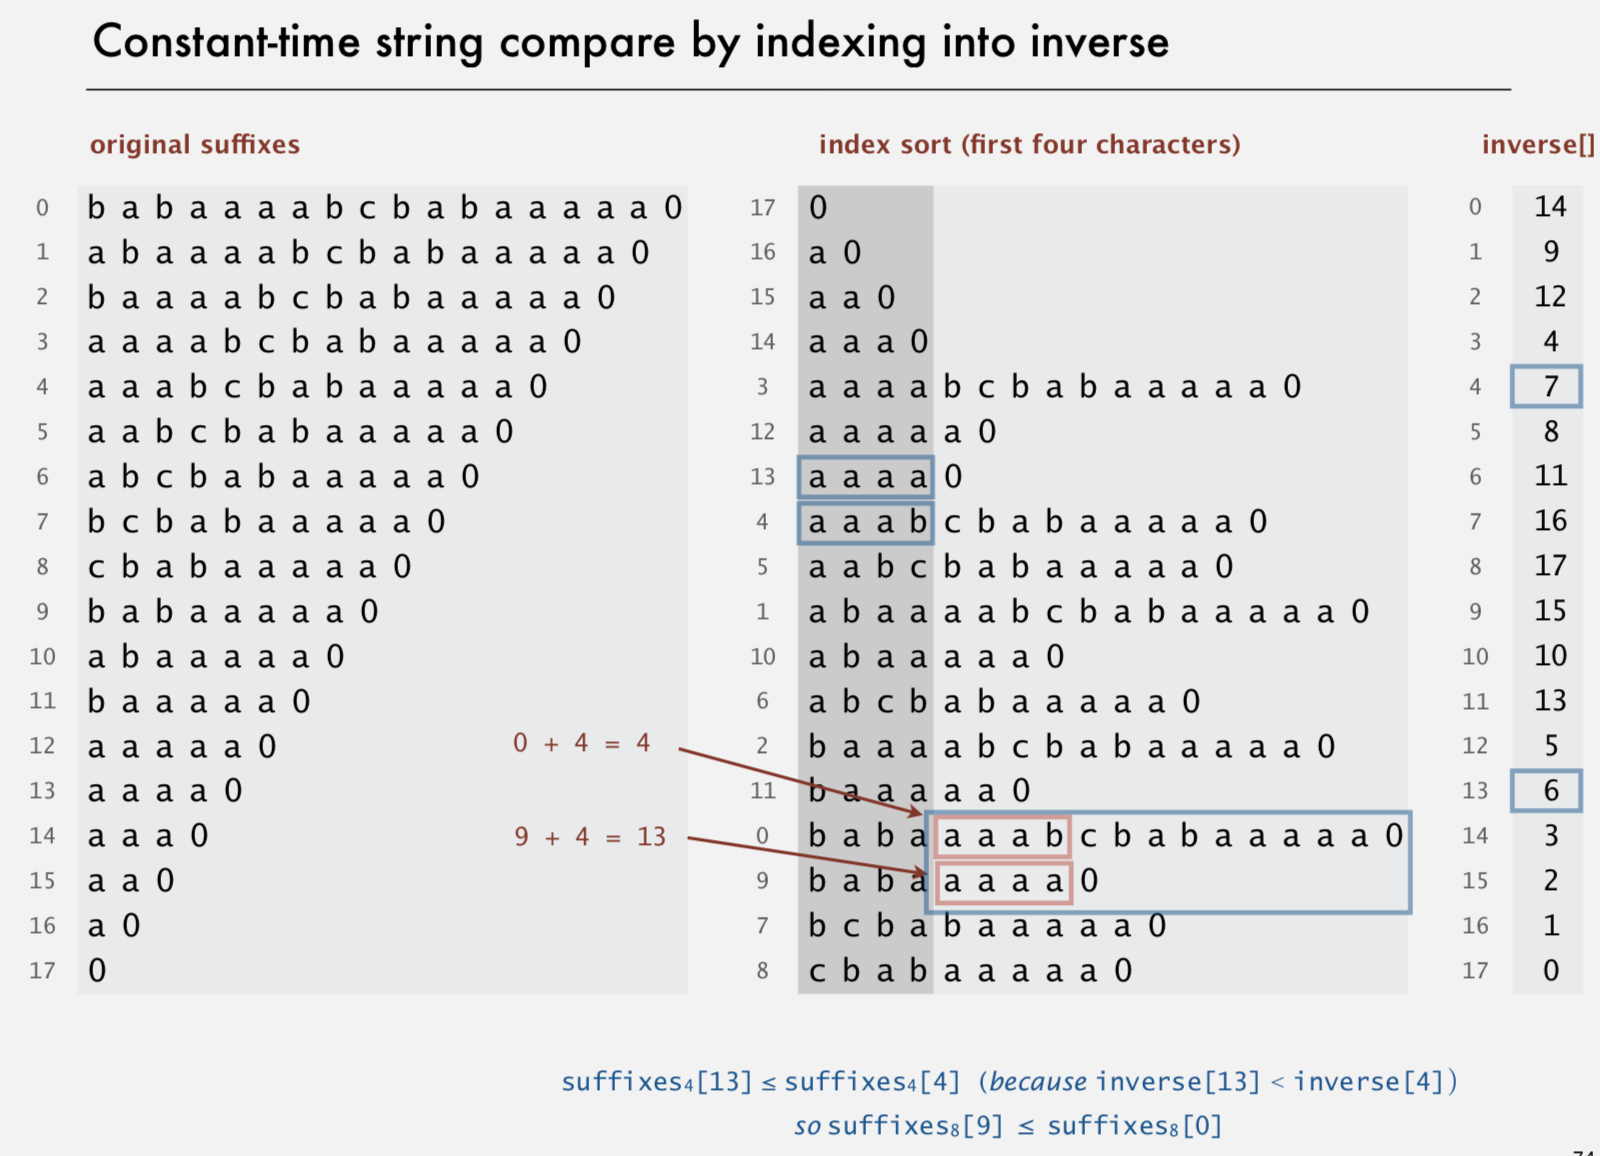 Constant-time string compare by indexing into inverse
original suffixes index sort (first four characters) inverse[]
0 b a b a a a a b c b a b a a a a a 0 17 0 0 14
1 a b a a a a b c b a b a a a a a 0 16 a 0 1 9
2 b a a a a b c b a b a a a a a 0 15 a a 0 2 12
3 a a a a b c b a b a a a a a 0 14 a a a 0 3 4
4 a a a b c b a b a a a a a 0 3 a a a a b c b a b a a a a a 0 4 7
5 a a b c b a b a a a a a 0 12 a a a a a 0 5 8
6 a b c b a b a a a a a 0 13 a a a a 0 6 11
7 b c b a b a a a a a 0 4 a a a b c b a b a a a a a 0 7 16
8 c b a b a a a a a 0 5 a a b c b a b a a a a a 0 8 17
9 b a b a a a a a 0 1 a b a a a a b c b a b a a a a a 0 9 15
10 a b a a a a a 0 10 a b a a a a a 0 10 10
11 b a a a a a 0 6 a b c b a b a a a a a 0 11 13
12 a a a a a 0 0 + 4 = 4 2 b a a a a b c b a b a a a a a 0 12 5
13 a a a a 0 11 b a a a a a 0 13 6
14 a a a 0 9 + 4 = 13 0 b a b a a a a b c b a b a a a a a 0 14 3
15 a a 0 9 b a b a a a a a 0 15 2
16 a 0 7 b c b a b a a a a a 0 16 1
17 0 8 c b a b a a a a a 0 17 0
suffixes₄[13] ≤ suffixes₄[4] (because inverse[13] < inverse[4])
so suffixes₈[9] ≤ suffixes₈[0]